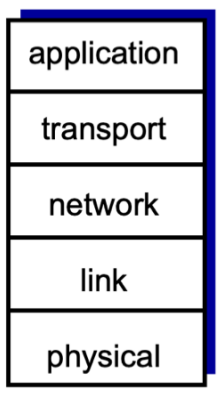 application
transport
network
link
physical